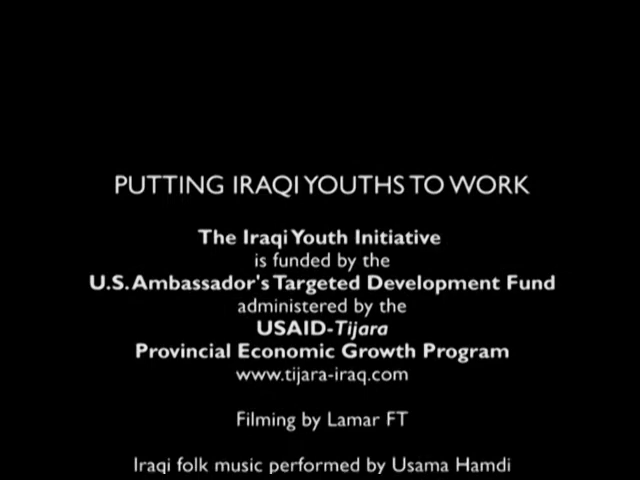 PUTTING IRAQI YOUTHS TO WORK
The Iraqi Youth Initiative
is funded by the
U.S. Ambassador's Targeted Development Fund
administered by the
USAID-Tijara
Provincial Economic Growth Program
www.tijara-iraq.com
Filming by Lamar FT
Iraqi folk music performed by Usama Hamdi